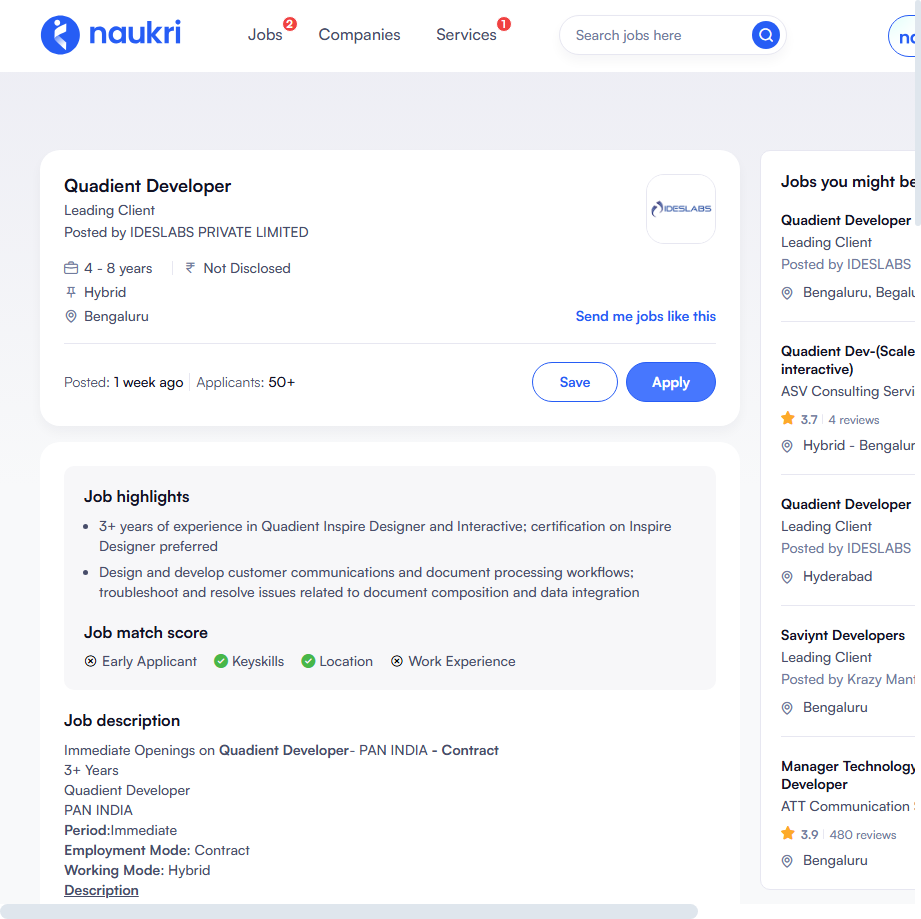 naukri
Jobs 2
Companies
Services 1
Search jobs here
Quadient Developer
Leading Client
Posted by IDESLABS PRIVATE LIMITED
IDESLABS
4 - 8 years
₹ Not Disclosed
Hybrid
Bengaluru
Send me jobs like this
Posted: 1 week ago
Applicants: 50+
Save
Apply
Job highlights
3+ years of experience in Quadient Inspire Designer and Interactive; certification on Inspire
Designer preferred
Design and develop customer communications and document processing workflows;
troubleshoot and resolve issues related to document composition and data integration
Job match score
Early Applicant
Keyskills
Location
Work Experience
Job description
Immediate Openings on Quadient Developer- PAN INDIA - Contract
3+ Years
Quadient Developer
PAN INDIA
Period:Immediate
Employment Mode: Contract
Working Mode: Hybrid
Description
Jobs you might be
Quadient Developer
Leading Client
Posted by IDESLABS
Bengaluru,
Quadient Dev-(Scale
interactive)
ASV Consulting
3.7
4 reviews
Hybrid -
Quadient Developer
Leading Client
Posted by IDESLABS
Hyderabad
Saviynt Developers
Leading Client
Posted by Krazy
Bengaluru
Manager Technology
Developer
ATT Communication
3.9
480 reviews
Bengaluru